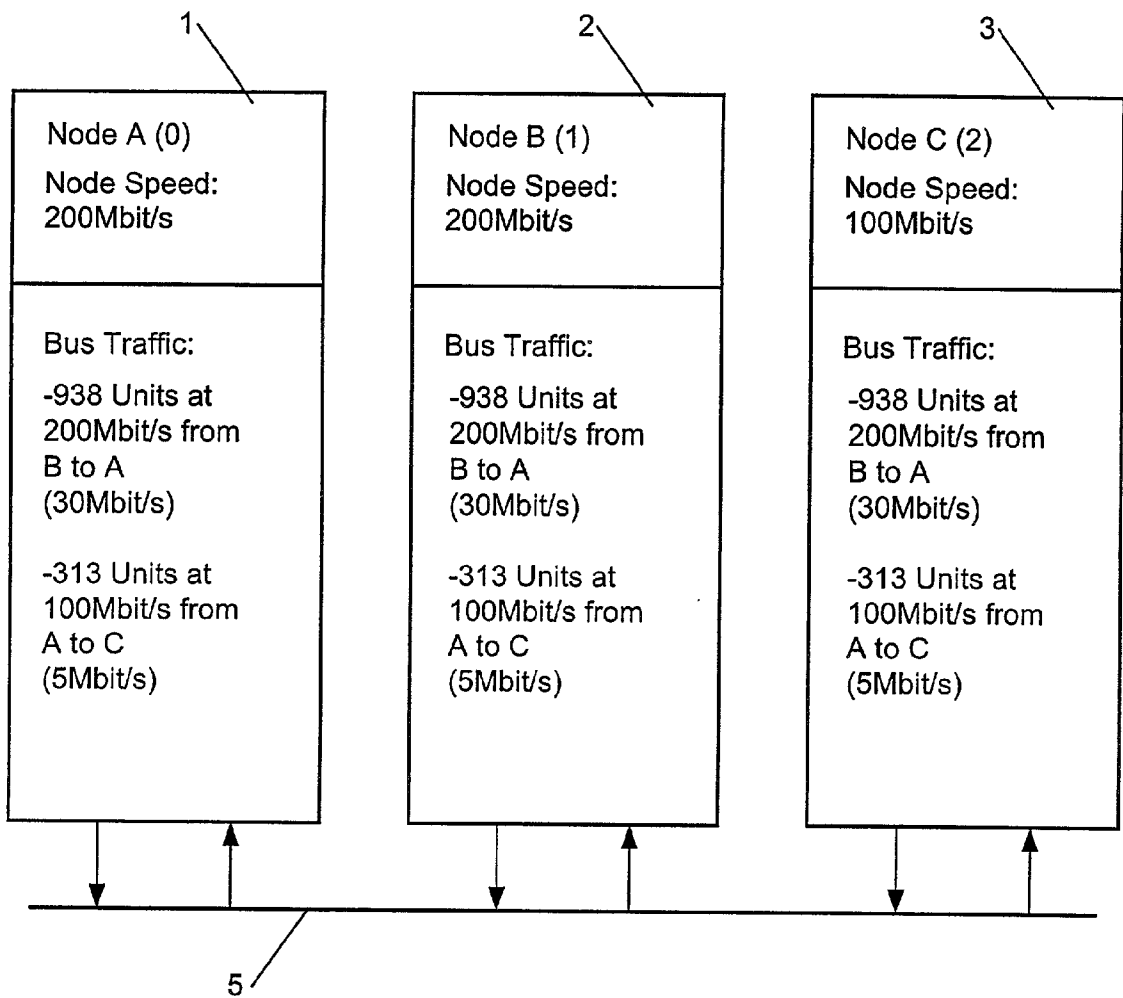 1
2
3
Node A (0)
Node Speed:
200Mbit/s
Bus Traffic:
-938 Units at
200Mbit/s from
B to A
(30Mbit/s)
-313 Units at
100Mbit/s from
A to C
(5Mbit/s)
Node B (1)
Node Speed:
200Mbit/s
Bus Traffic:
-938 Units at
200Mbit/s from
B to A
(30Mbit/s)
-313 Units at
100Mbit/s from
A to C
(5Mbit/s)
Node C (2)
Node Speed:
100Mbit/s
Bus Traffic:
-938 Units at
200Mbit/s from
B to A
(30Mbit/s)
-313 Units at
100Mbit/s from
A to C
(5Mbit/s)
5